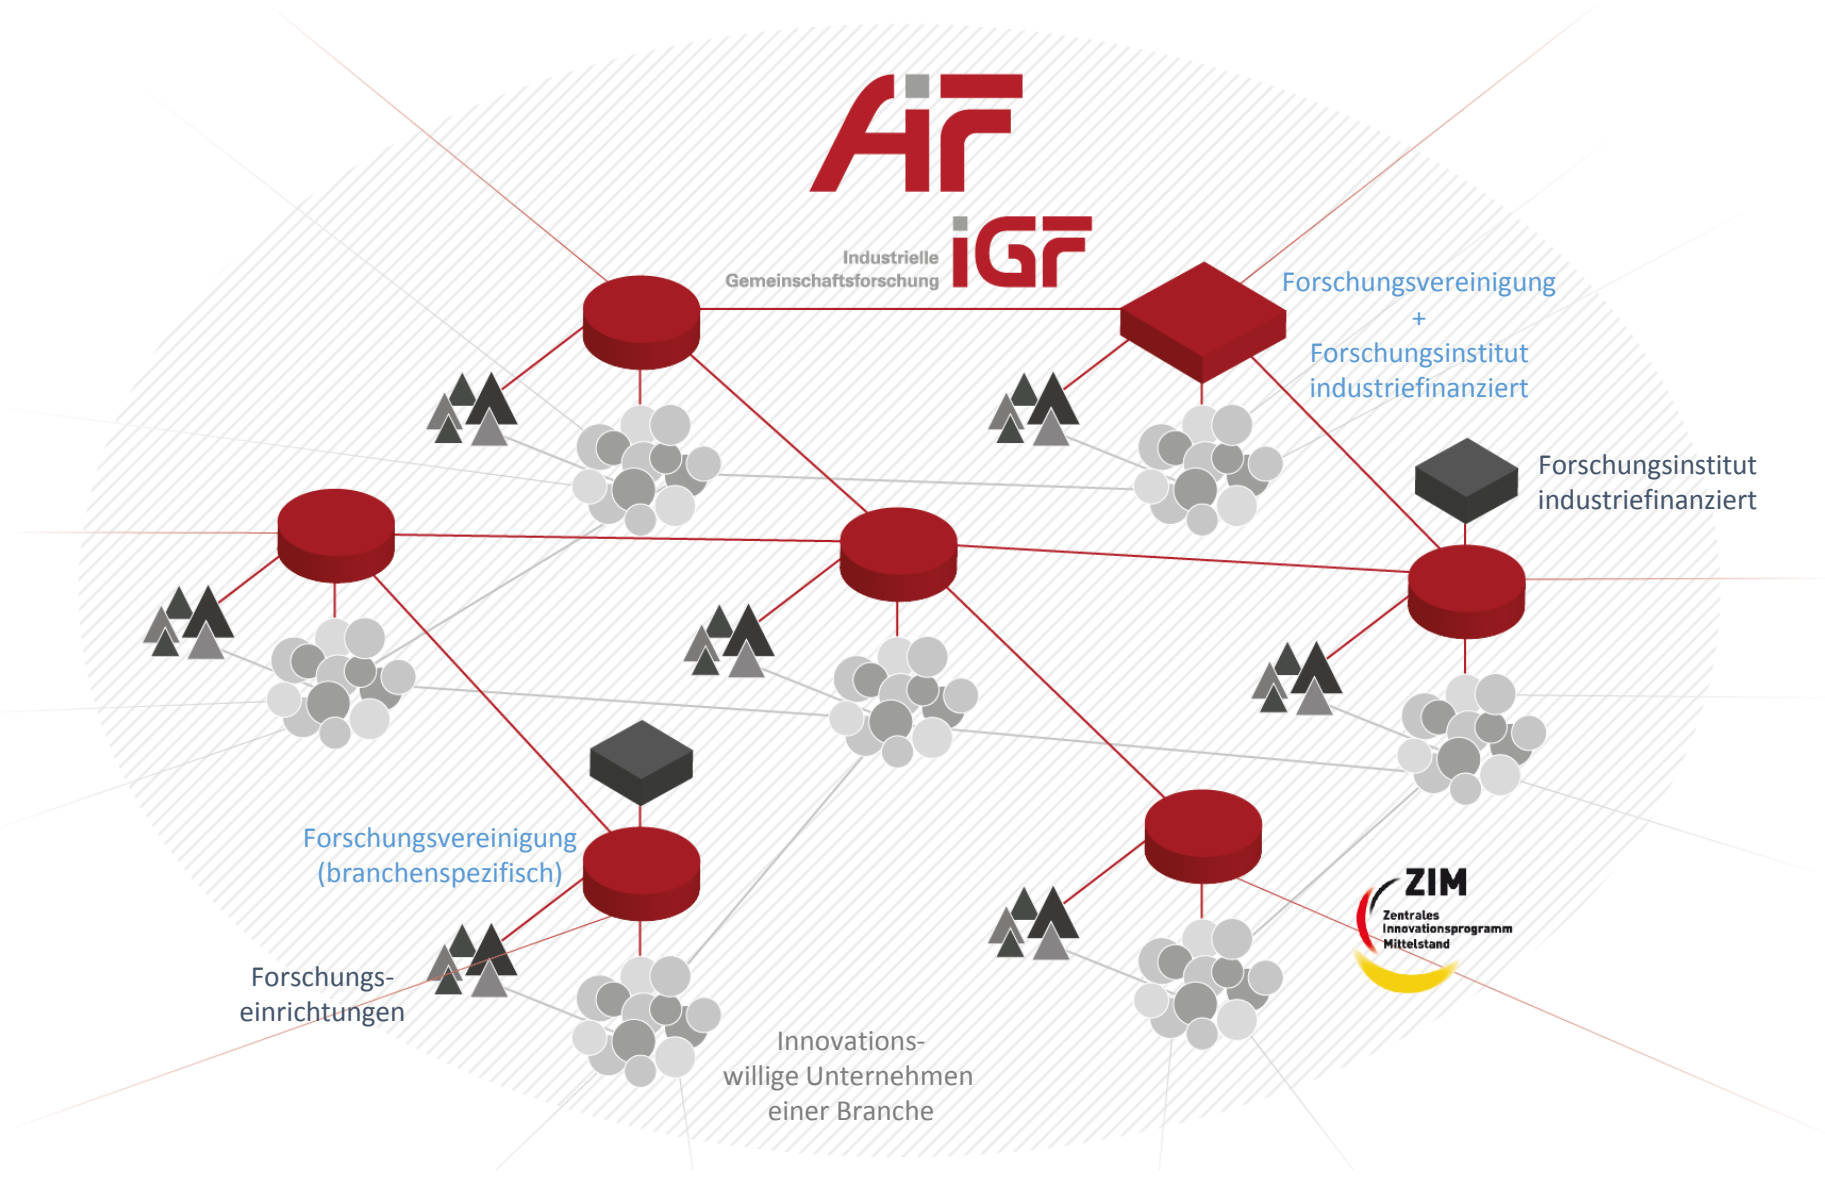 AiF
iGF
Industrielle
Gemeinschaftsforschung
Forschungsvereinigung
+
Forschungsinstitut
industriefinanziert
Forschungsinstitut
industriefinanziert
Forschungsvereinigung
(branchenspezifisch)
ZIM
Zentrales
Innovationsprogramm
Mittelstand
Forschungs-
einrichtungen
Innovations-
willige Unternehmen
einer Branche